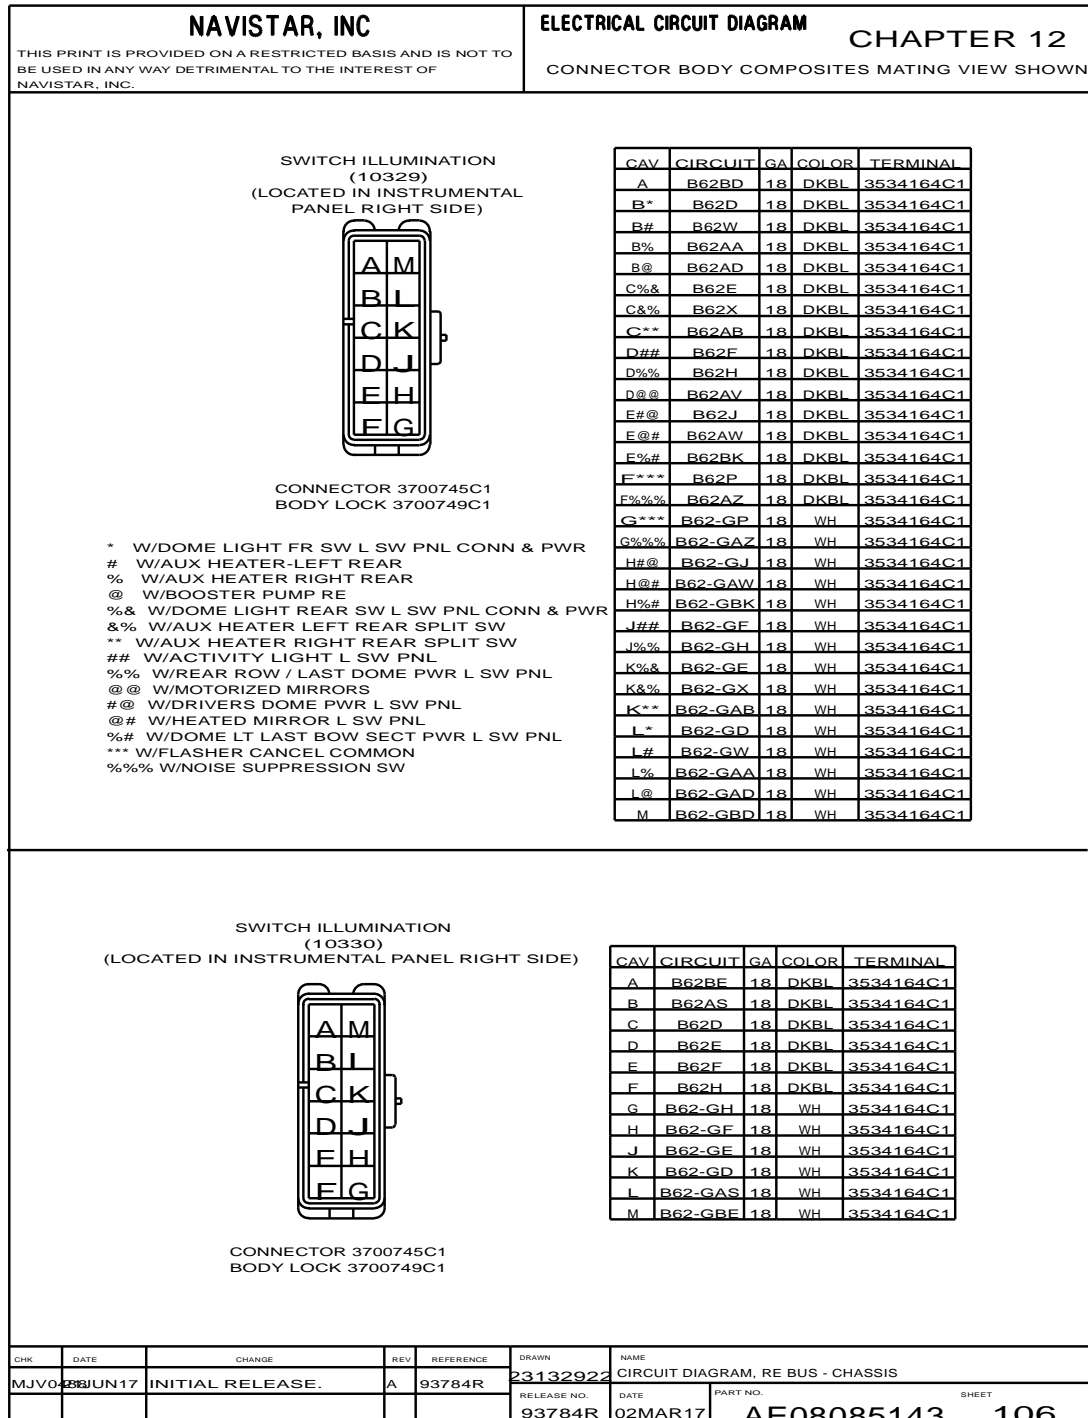 NAVISTAR, INC
THIS PRINT IS PROVIDED ON A RESTRICTED BASIS AND IS NOT TO
BE USED IN ANY WAY DETRIMENTAL TO THE INTEREST OF
NAVISTAR, INC.
ELECTRICAL CIRCUIT DIAGRAM
CHAPTER 12
CONNECTOR BODY COMPOSITES MATING VIEW SHOWN
SWITCH ILLUMINATION
(10329)
(LOCATED IN INSTRUMENTAL
PANEL RIGHT SIDE)
A M
B L
C K
D J
E H
F G
CONNECTOR 3700745C1
BODY LOCK 3700749C1
* W/DOME LIGHT FR SW L SW PNL CONN & PWR
# W/AUX HEATER-LEFT REAR
% W/AUX HEATER RIGHT REAR
@ W/BOOSTER PUMP RE
%& W/DOME LIGHT REAR SW L SW PNL CONN & PWR
&% W/AUX HEATER LEFT REAR SPLIT SW
** W/AUX HEATER RIGHT REAR SPLIT SW
## W/ACTIVITY LIGHT L SW PNL
%% W/REAR ROW / LAST DOME PWR L SW PNL
@@ W/MOTORIZED MIRRORS
#@ W/DRIVERS DOME PWR L SW PNL
@# W/HEATED MIRROR L SW PNL
%# W/DOME LT LAST BOW SECT PWR L SW PNL
*** W/FLASHER CANCEL COMMON
%%% W/NOISE SUPPRESSION SW
CAV CIRCUIT GA COLOR TERMINAL
A B62BD 18 DKBL 3534164C1
B* B62D 18 DKBL 3534164C1
B# B62W 18 DKBL 3534164C1
B% B62AA 18 DKBL 3534164C1
B@ B62AD 18 DKBL 3534164C1
C%& B62E 18 DKBL 3534164C1
C&% B62X 18 DKBL 3534164C1
C** B62AB 18 DKBL 3534164C1
D## B62F 18 DKBL 3534164C1
D%% B62H 18 DKBL 3534164C1
D@@ B62AV 18 DKBL 3534164C1
E#@ B62J 18 DKBL 3534164C1
E@# B62AW 18 DKBL 3534164C1
E%# B62BK 18 DKBL 3534164C1
F*** B62P 18 DKBL 3534164C1
F%%% B62AZ 18 DKBL 3534164C1
G*** B62-GP 18 WH 3534164C1
G%%% B62-GAZ 18 WH 3534164C1
H#@ B62-GJ 18 WH 3534164C1
H@# B62-GAW 18 WH 3534164C1
H%# B62-GBK 18 WH 3534164C1
J## B62-GF 18 WH 3534164C1
J%% B62-GH 18 WH 3534164C1
K%& B62-GE 18 WH 3534164C1
K&% B62-GX 18 WH 3534164C1
K** B62-GAB 18 WH 3534164C1
L* B62-GD 18 WH 3534164C1
L# B62-GW 18 WH 3534164C1
L% B62-GAA 18 WH 3534164C1
L@ B62-GAD 18 WH 3534164C1
M B62-GBD 18 WH 3534164C1
SWITCH ILLUMINATION
(10330)
(LOCATED IN INSTRUMENTAL PANEL RIGHT SIDE)
A M
B L
C K
D J
E H
F G
CONNECTOR 3700745C1
BODY LOCK 3700749C1
CAV CIRCUIT GA COLOR TERMINAL
A B62BE 18 DKBL 3534164C1
B B62AS 18 DKBL 3534164C1
C B62D 18 DKBL 3534164C1
D B62E 18 DKBL 3534164C1
E B62F 18 DKBL 3534164C1
F B62H 18 DKBL 3534164C1
G B62-GH 18 WH 3534164C1
H B62-GF 18 WH 3534164C1
J B62-GE 18 WH 3534164C1
K B62-GD 18 WH 3534164C1
L B62-GAS 18 WH 3534164C1
M B62-GBE 18 WH 3534164C1
CHK DATE CHANGE REV REFERENCE
INITIAL RELEASE. A 93784R
DRAWN
23132922
NAME
CIRCUIT DIAGRAM, RE BUS - CHASSIS
RELEASE NO.
93784R
DATE
02MAR17
PART NO.
AE08085143
SHEET
106